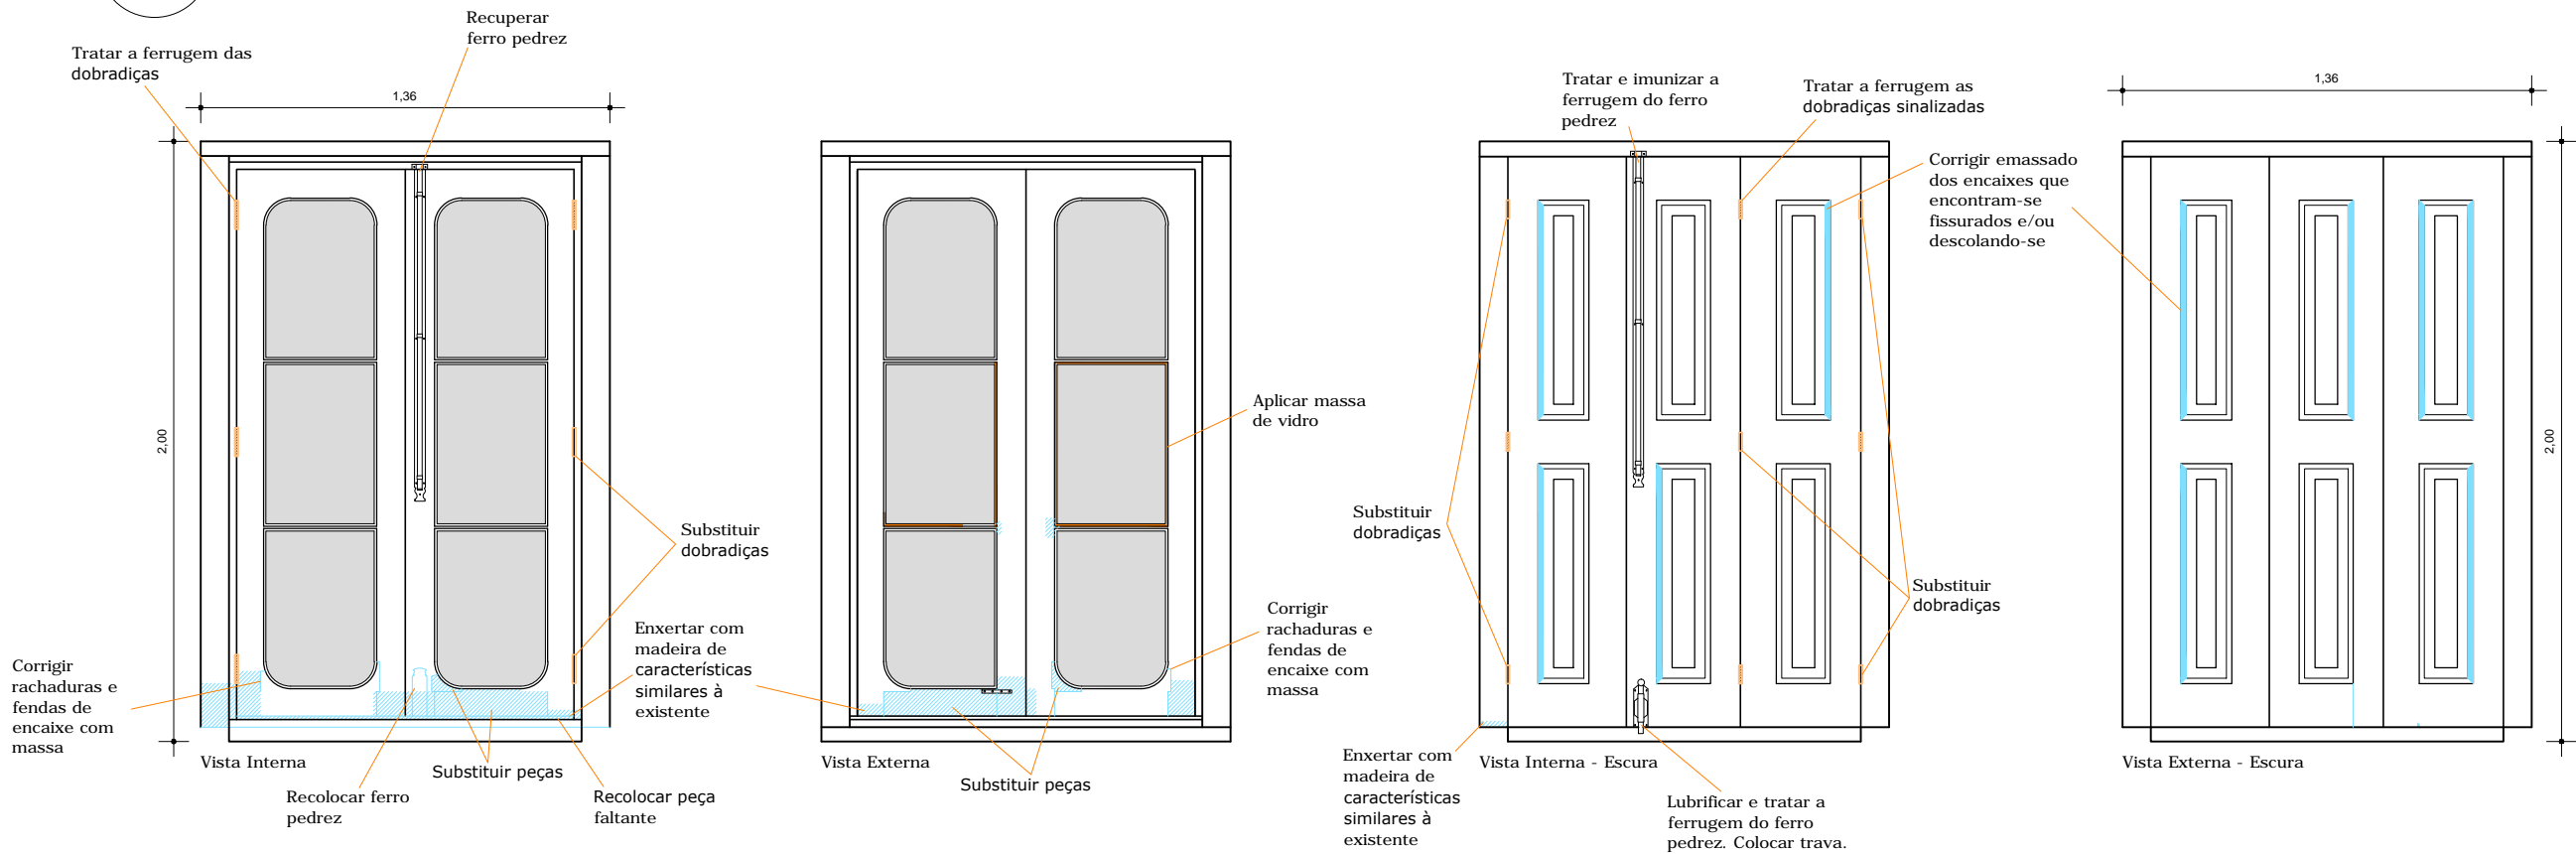 Recuperar
ferro pedrez
Tratar a ferrugem das
dobradiças
1,36
2,00
Corrigir
rachaduras e
fendas de
encaixe com
massa
Vista Interna
Recolocar ferro
pedrez
Substituir peças
Recolocar peça
faltante
Substituir
dobradiças
Enxertar com
madeira de
características
similares à
existente
Vista Externa
Substituir peças
Aplicar massa
de vidro
Corrigir
rachaduras e
fendas de
encaixe com
massa
Tratar e imunizar a
ferrugem do ferro
pedrez
Tratar a ferrugem as
dobradiças sinalizadas
Corrigir emassado
dos encaixes que
encontram-se
fissurados e/ou
descolando-se
Substituir
dobradiças
Substituir
dobradiças
Enxertar com
madeira de
características
similares à
existente
Vista Interna - Escura
Lubrificar e tratar a
ferrugem do ferro
pedrez. Colocar trava.
1,36
2,00
Vista Externa - Escura